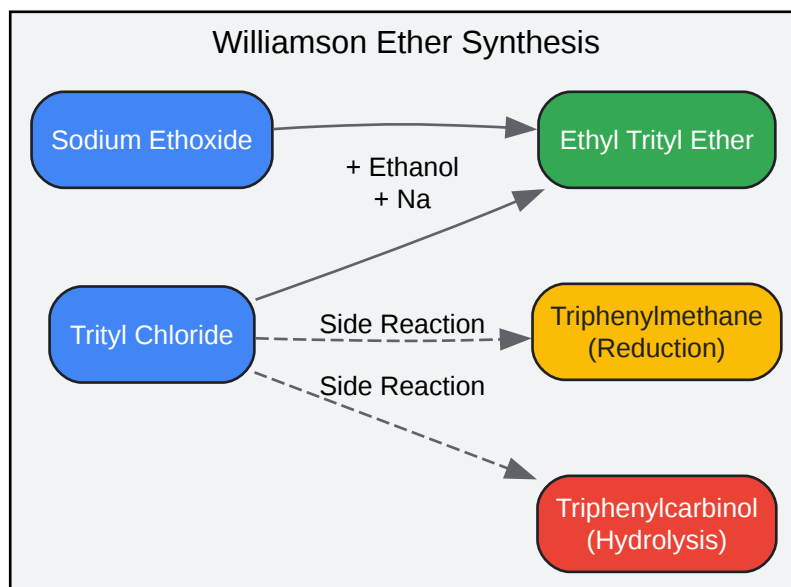 Williamson Ether Synthesis
Sodium Ethoxide
Ethyl Trityl Ether
+ Ethanol
+ Na
Trityl Chloride
Side Reaction
Triphenylmethane
(Reduction)
Side Reaction
Triphenylcarbinol
(Hydrolysis)